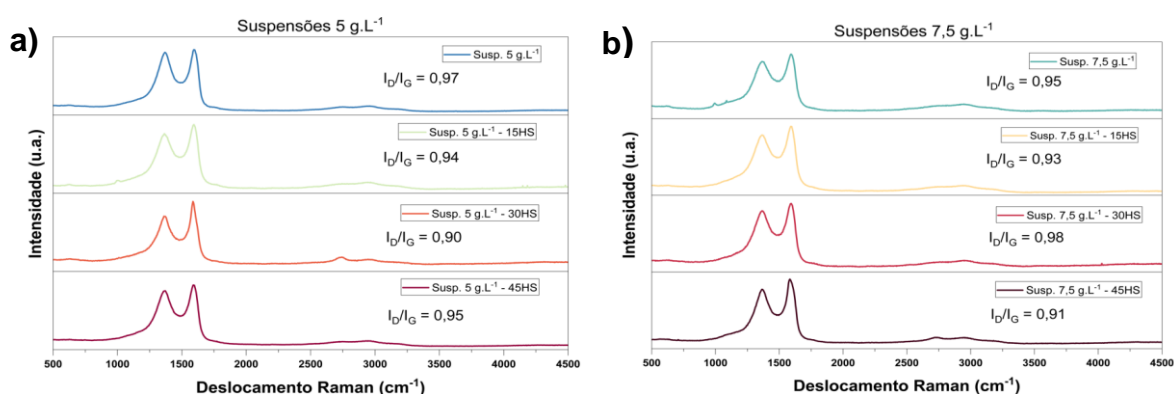 a)
Suspensões 5 g.L⁻¹
Susp. 5 g.L⁻¹
I_D/I_G = 0,97
Susp. 5 g.L⁻¹ - 15HS
I_D/I_G = 0,94
Susp. 5 g.L⁻¹ - 30HS
I_D/I_G = 0,90
Susp. 5 g.L⁻¹ - 45HS
I_D/I_G = 0,95
Intensidade (u.a.)
500 1000 1500 2000 2500 3000 3500 4000 4500
Deslocamento Raman (cm⁻¹)
b)
Suspensões 7,5 g.L⁻¹
Susp. 7,5 g.L⁻¹
I_D/I_G = 0,95
Susp. 7,5 g.L⁻¹ - 15HS
I_D/I_G = 0,93
Susp. 7,5 g.L⁻¹ - 30HS
I_D/I_G = 0,98
Susp. 7,5 g.L⁻¹ - 45HS
I_D/I_G = 0,91
Intensidade (u.a.)
500 1000 1500 2000 2500 3000 3500 4000 4500
Deslocamento Raman (cm⁻¹)